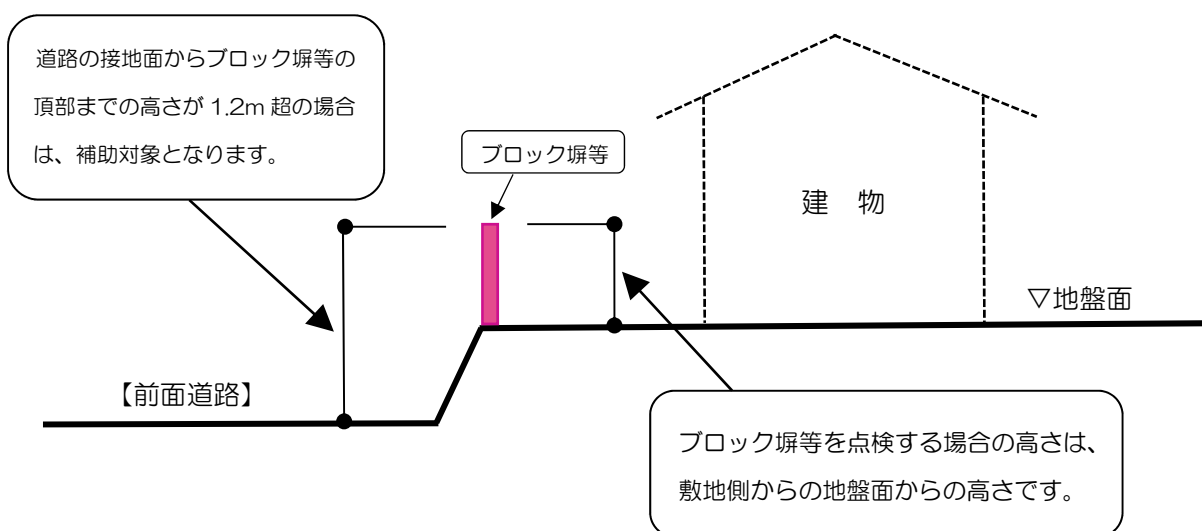 道路の接地面からブロック塀等の
頂部までの高さが 1.2m 超の場合
は、補助対象となります。
ブロック塀等
建 物
▽地盤面
【前面道路】
ブロック塀等を点検する場合の高さは、
敷地側からの地盤面からの高さです。